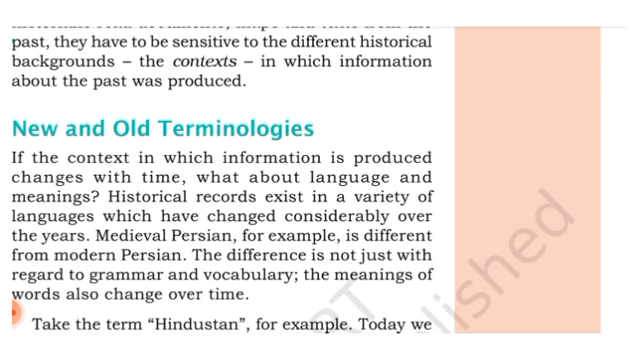 past, they have to be sensitive to the different historical
backgrounds – the contexts – in which information
about the past was produced.
New and Old Terminologies
If the context in which information is produced
changes with time, what about language and
meanings? Historical records exist in a variety of
languages which have changed considerably over
the years. Medieval Persian, for example, is different
from modern Persian. The difference is not just with
regard to grammar and vocabulary; the meanings of
words also change over time.
Take the term “Hindustan”, for example. Today we